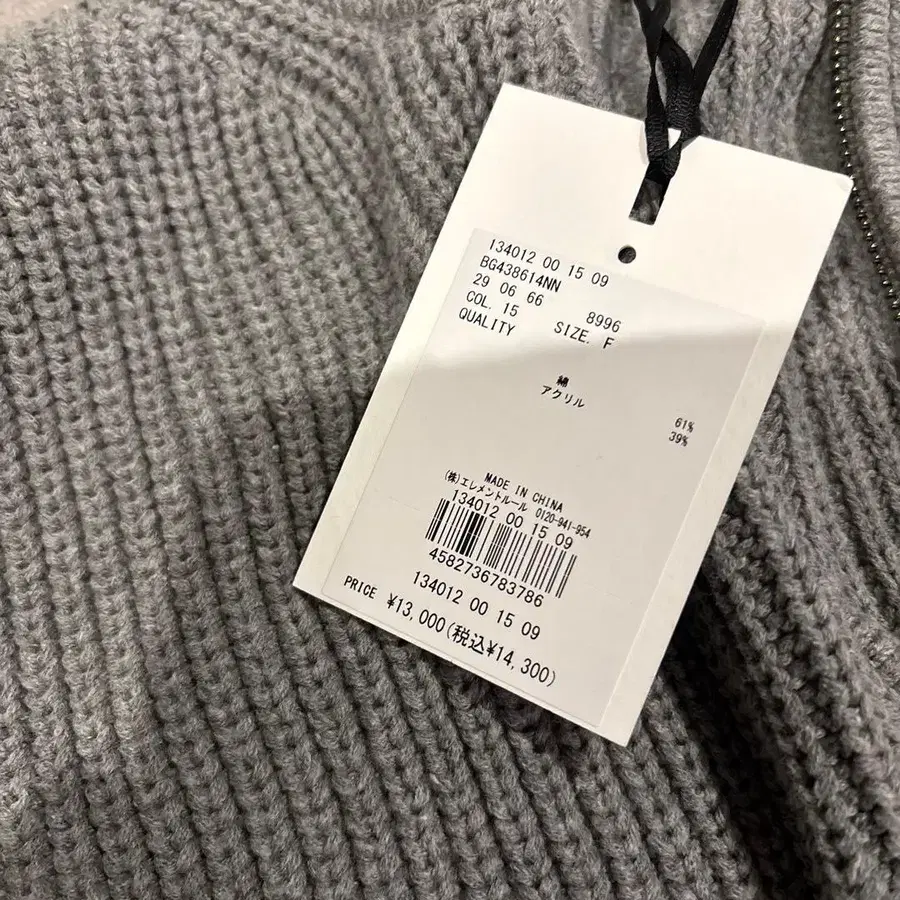 134012 00 15 09
BG438614NN
29 06 66 8996
COL. 15 SIZE. F
QUALITY
綿 61%
アクリル 39%
MADE IN CHINA
(株)エレメントルール 0120-941-954
134012 00 15 09
4582736783786
134012 00 15 09
PRICE ¥13,000(税込¥14,300)